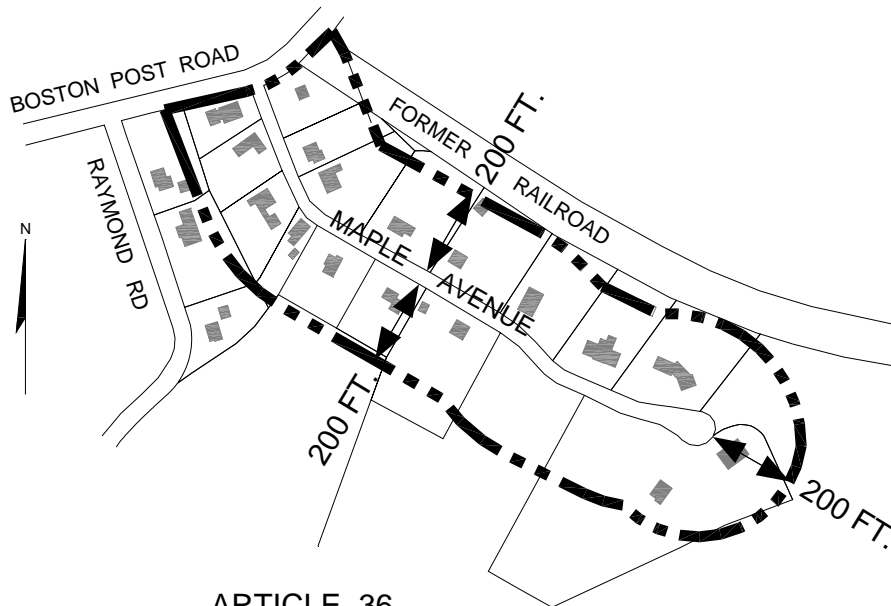 BOSTON POST ROAD
FORMER RAILROAD
200 FT.
RAYMOND RD
N
MAPLE AVENUE
200 FT.
200 FT.
ARTICLE 36